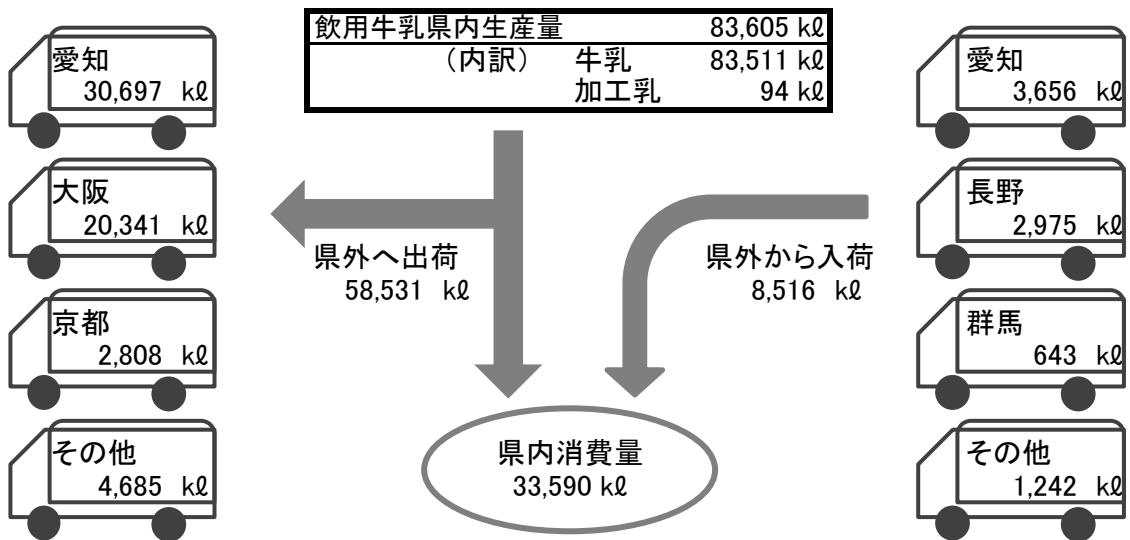 飲用牛乳県内生産量 83,605 kℓ
(内訳) 牛乳 83,511 kℓ
加工乳 94 kℓ
愛知
30,697 kℓ
大阪
20,341 kℓ
京都
2,808 kℓ
その他
4,685 kℓ
県外へ出荷
58,531 kℓ
県外から入荷
8,516 kℓ
愛知
3,656 kℓ
長野
2,975 kℓ
群馬
643 kℓ
その他
1,242 kℓ
県内消費量
33,590 kℓ